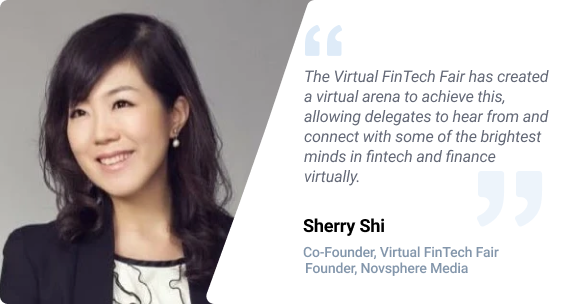 The Virtual FinTech Fair has created
a virtual arena to achieve this,
allowing delegates to hear from and
connect with some of the brightest
minds in fintech and finance
virtually.
Sherry Shi
Co-Founder, Virtual FinTech Fair
Founder, Novsphere Media